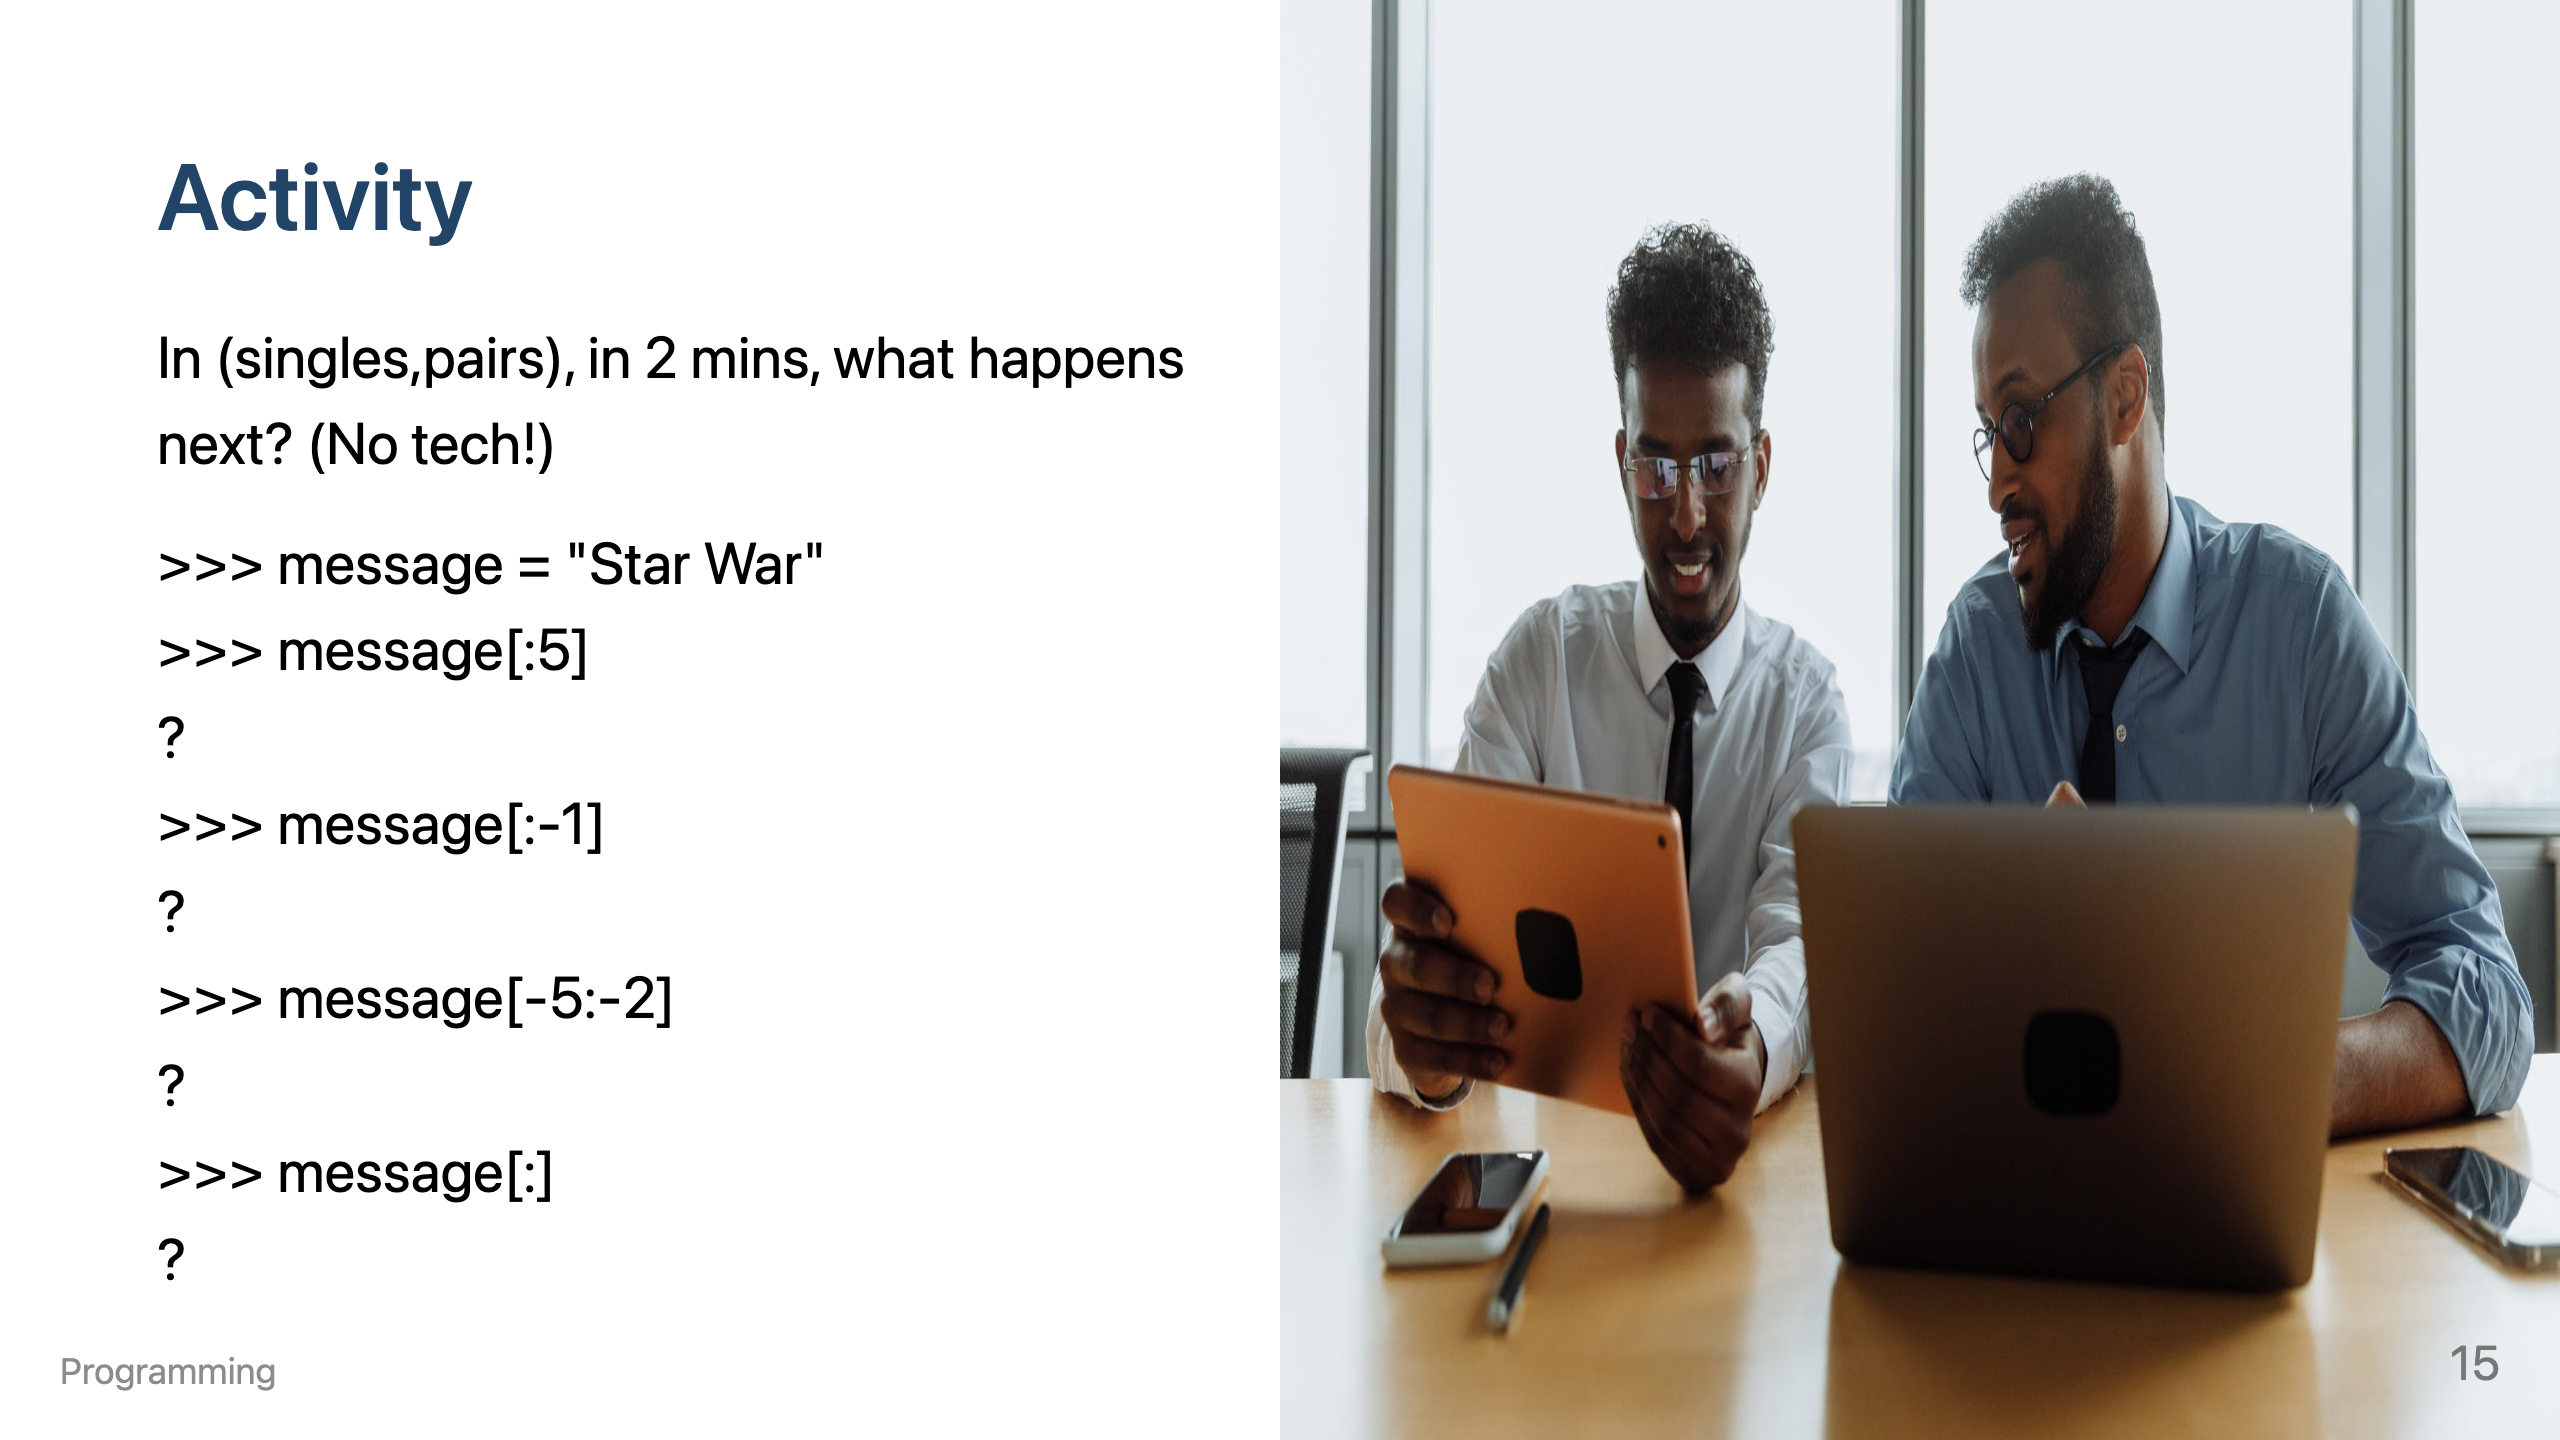 Activity
In (singles,pairs), in 2 mins, what happens
next? (No tech!)
>>> message = "Star War"
>>> message[:5]
?
>>> message[:-1]
?
>>> message[-5:-2]
?
>>> message[:]
?
Programming
15